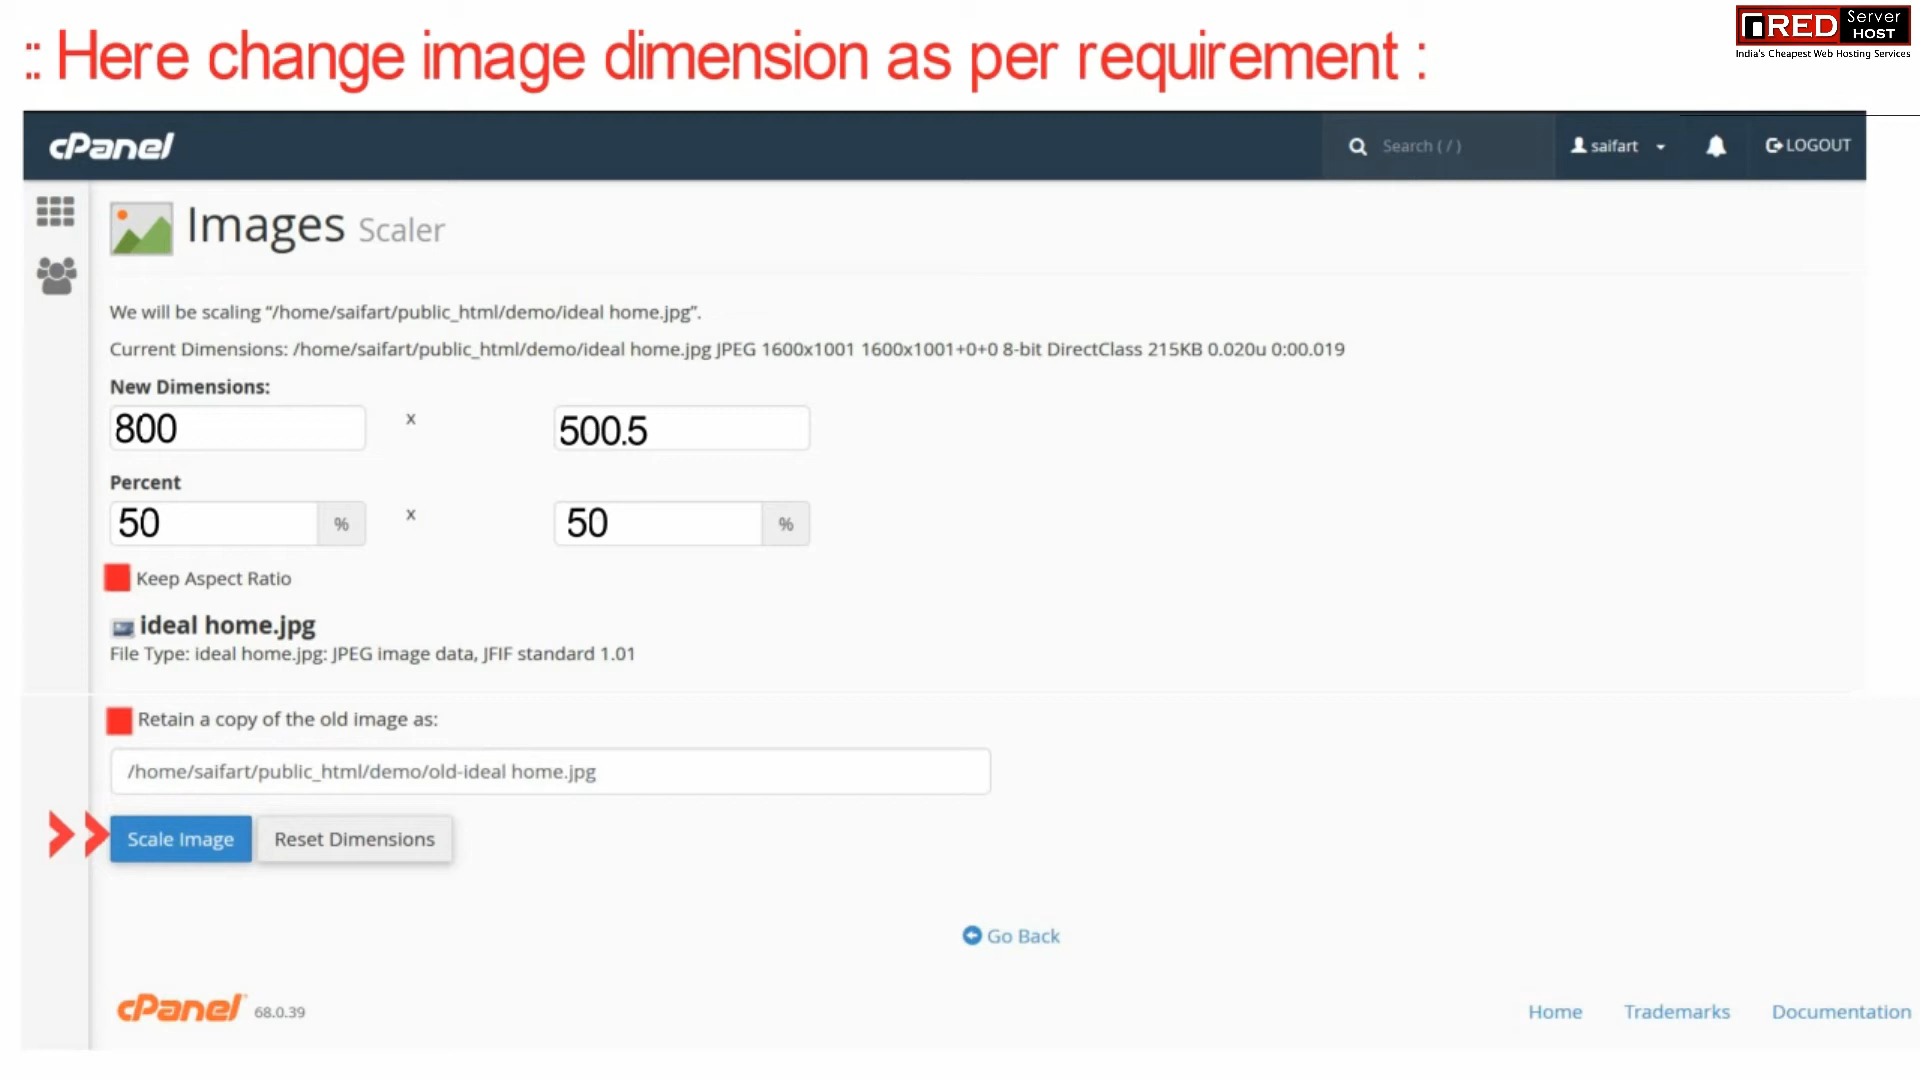 :: Here change image dimension as per requirement :
RED Server HOST
India's Cheapest Web Hosting Services
cPanel
Search ( / )
saifart
LOGOUT
Images Scaler
We will be scaling “/home/saifart/public_html/demo/ideal home.jpg”.
Current Dimensions: /home/saifart/public_html/demo/ideal home.jpg JPEG 1600x1001 1600x1001+0+0 8-bit DirectClass 215KB 0.020u 0:00.019
New Dimensions:
800 x 500.5
Percent
50 % x 50 %
Keep Aspect Ratio
ideal home.jpg
File Type: ideal home.jpg: JPEG image data, JFIF standard 1.01
Retain a copy of the old image as:
/home/saifart/public_html/demo/old-ideal home.jpg
Scale Image Reset Dimensions
Go Back
cPanel 68.0.39
Home Trademarks Documentation